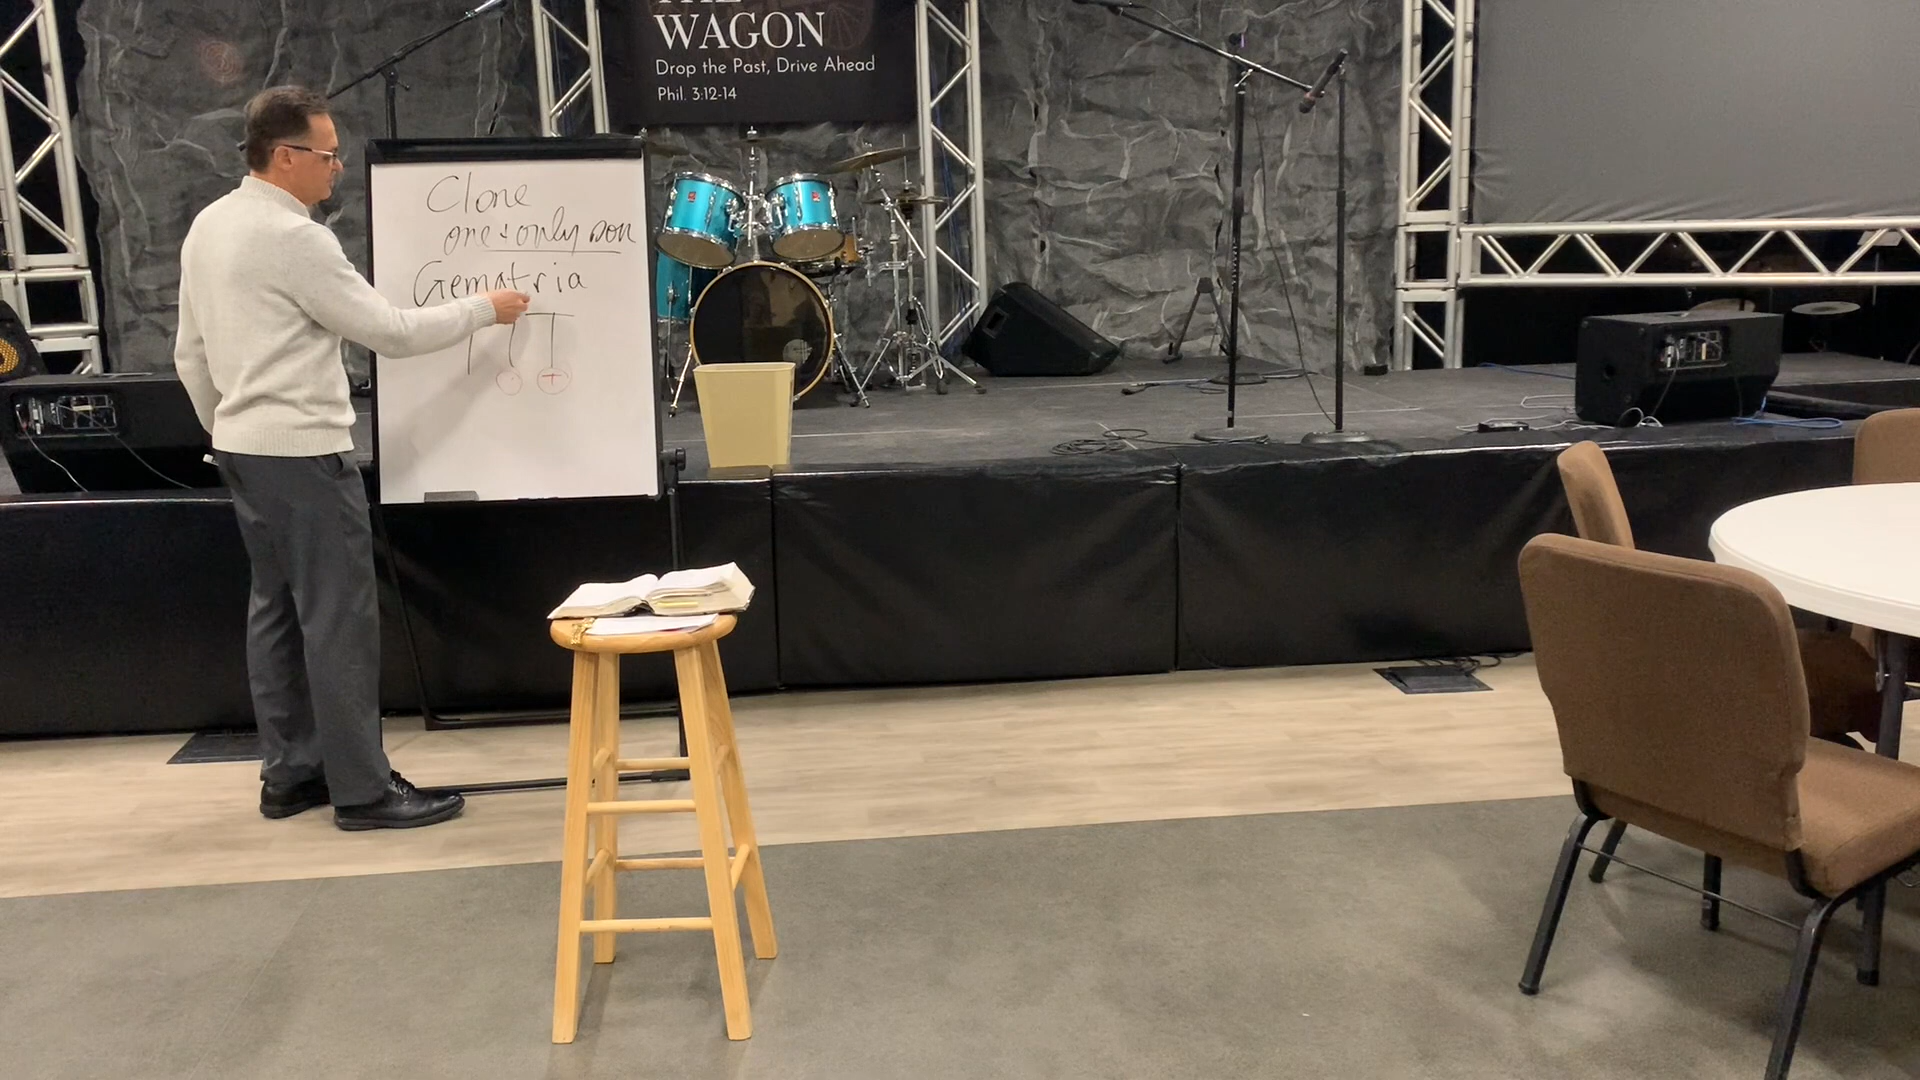 WAGON
Drop the Past, Drive Ahead
Phil. 3:12-14
Clone
one + only son
Gematria